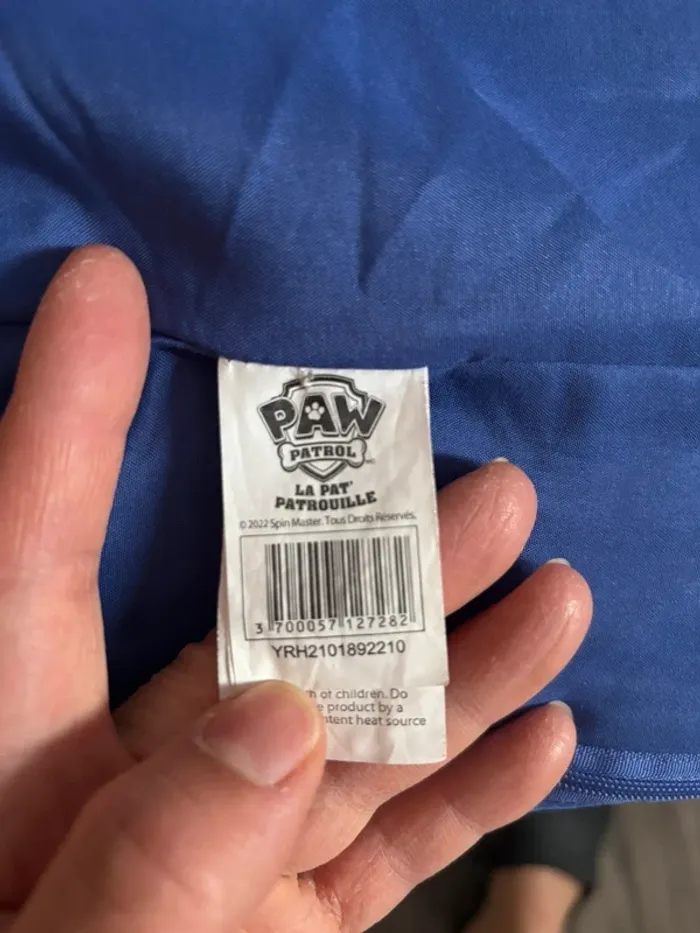 PAW
PATROL
LA PAT'
PATROUILLE
© 2022 Spin Master. Tous Droits Réservés.
3 700057 127282
YRH2101892210
of children. Do
product by a
heat source